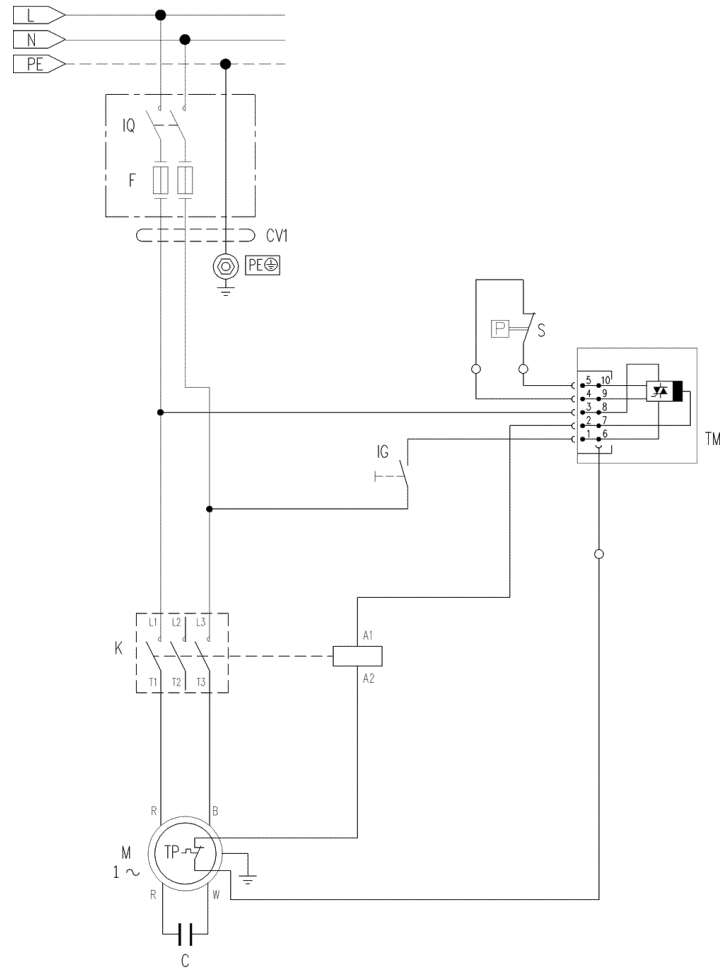 L
N
PE
IQ
F
CV1
PE
P S
5 10
4 9
3 8
2 7
1 6
TM
IG
L1 L2 L3
K
A1
T1 T2 T3
A2
R B
M
TP
1 ~
R W
C